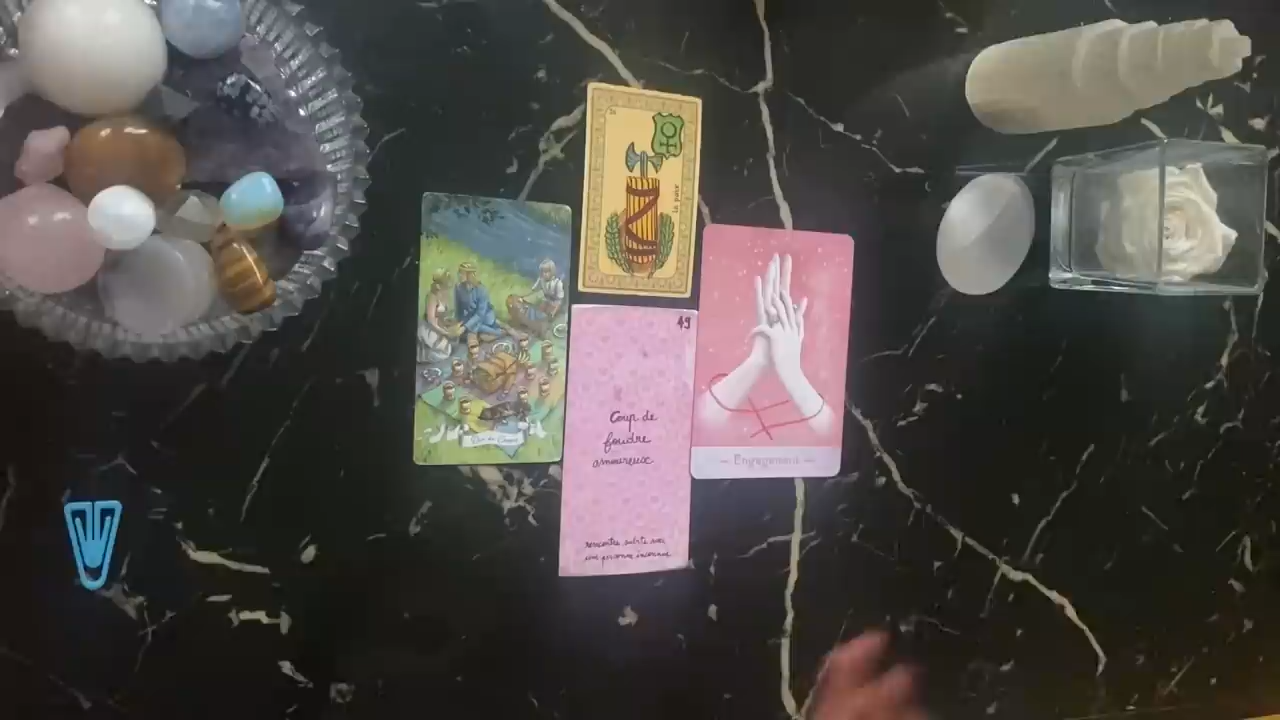 la paix
49
Coup de
foudre
amoureux
rencontre subite avec
une personne inconnue
— Engagement —